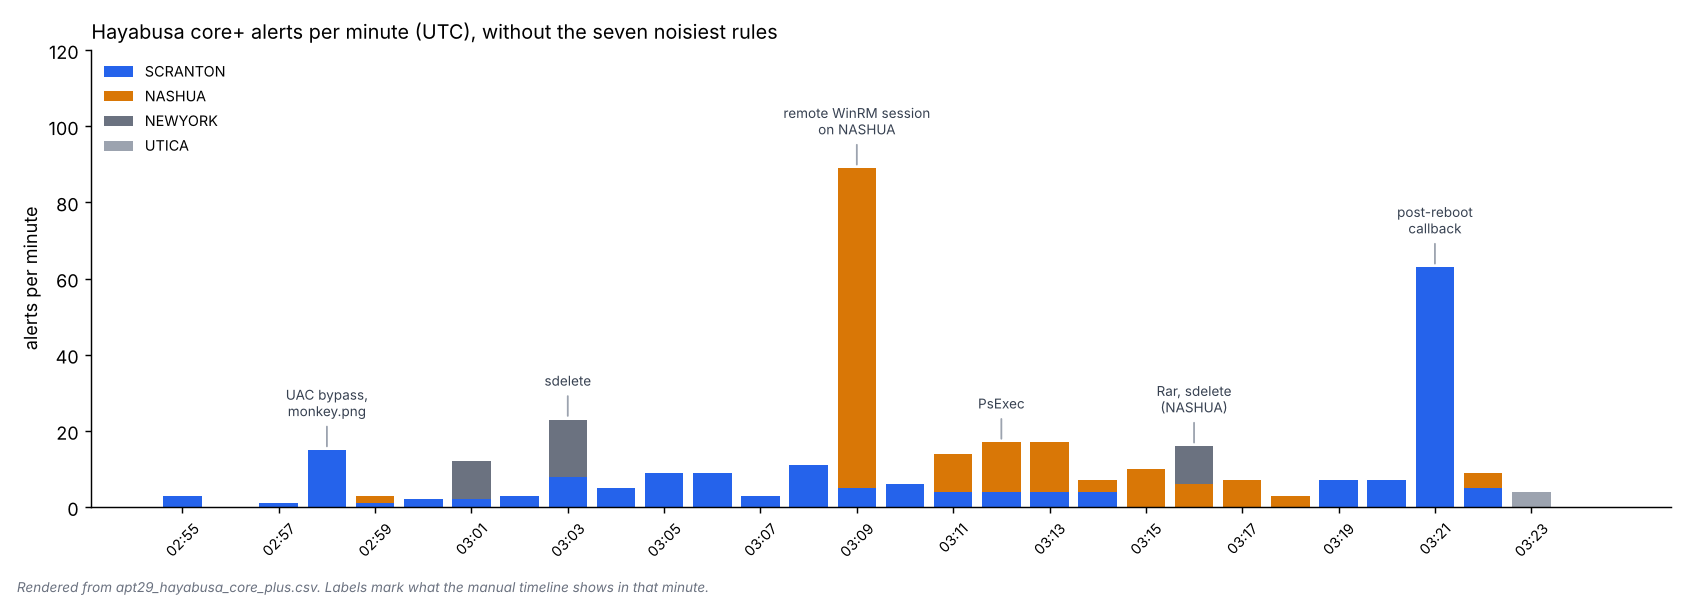 Hayabusa core+ alerts per minute (UTC), without the seven noisiest rules
120
100
80
60
40
20
0
alerts per minute
SCRANTON
NASHUA
NEWYORK
UTICA
UAC bypass,
monkey.png
sdelete
remote WinRM session
on NASHUA
PsExec
Rar, sdelete
(NASHUA)
post-reboot
callback
02:55
02:57
02:59
03:01
03:03
03:05
03:07
03:09
03:11
03:13
03:15
03:17
03:19
03:21
03:23
Rendered from apt29_hayabusa_core_plus.csv. Labels mark what the manual timeline shows in that minute.